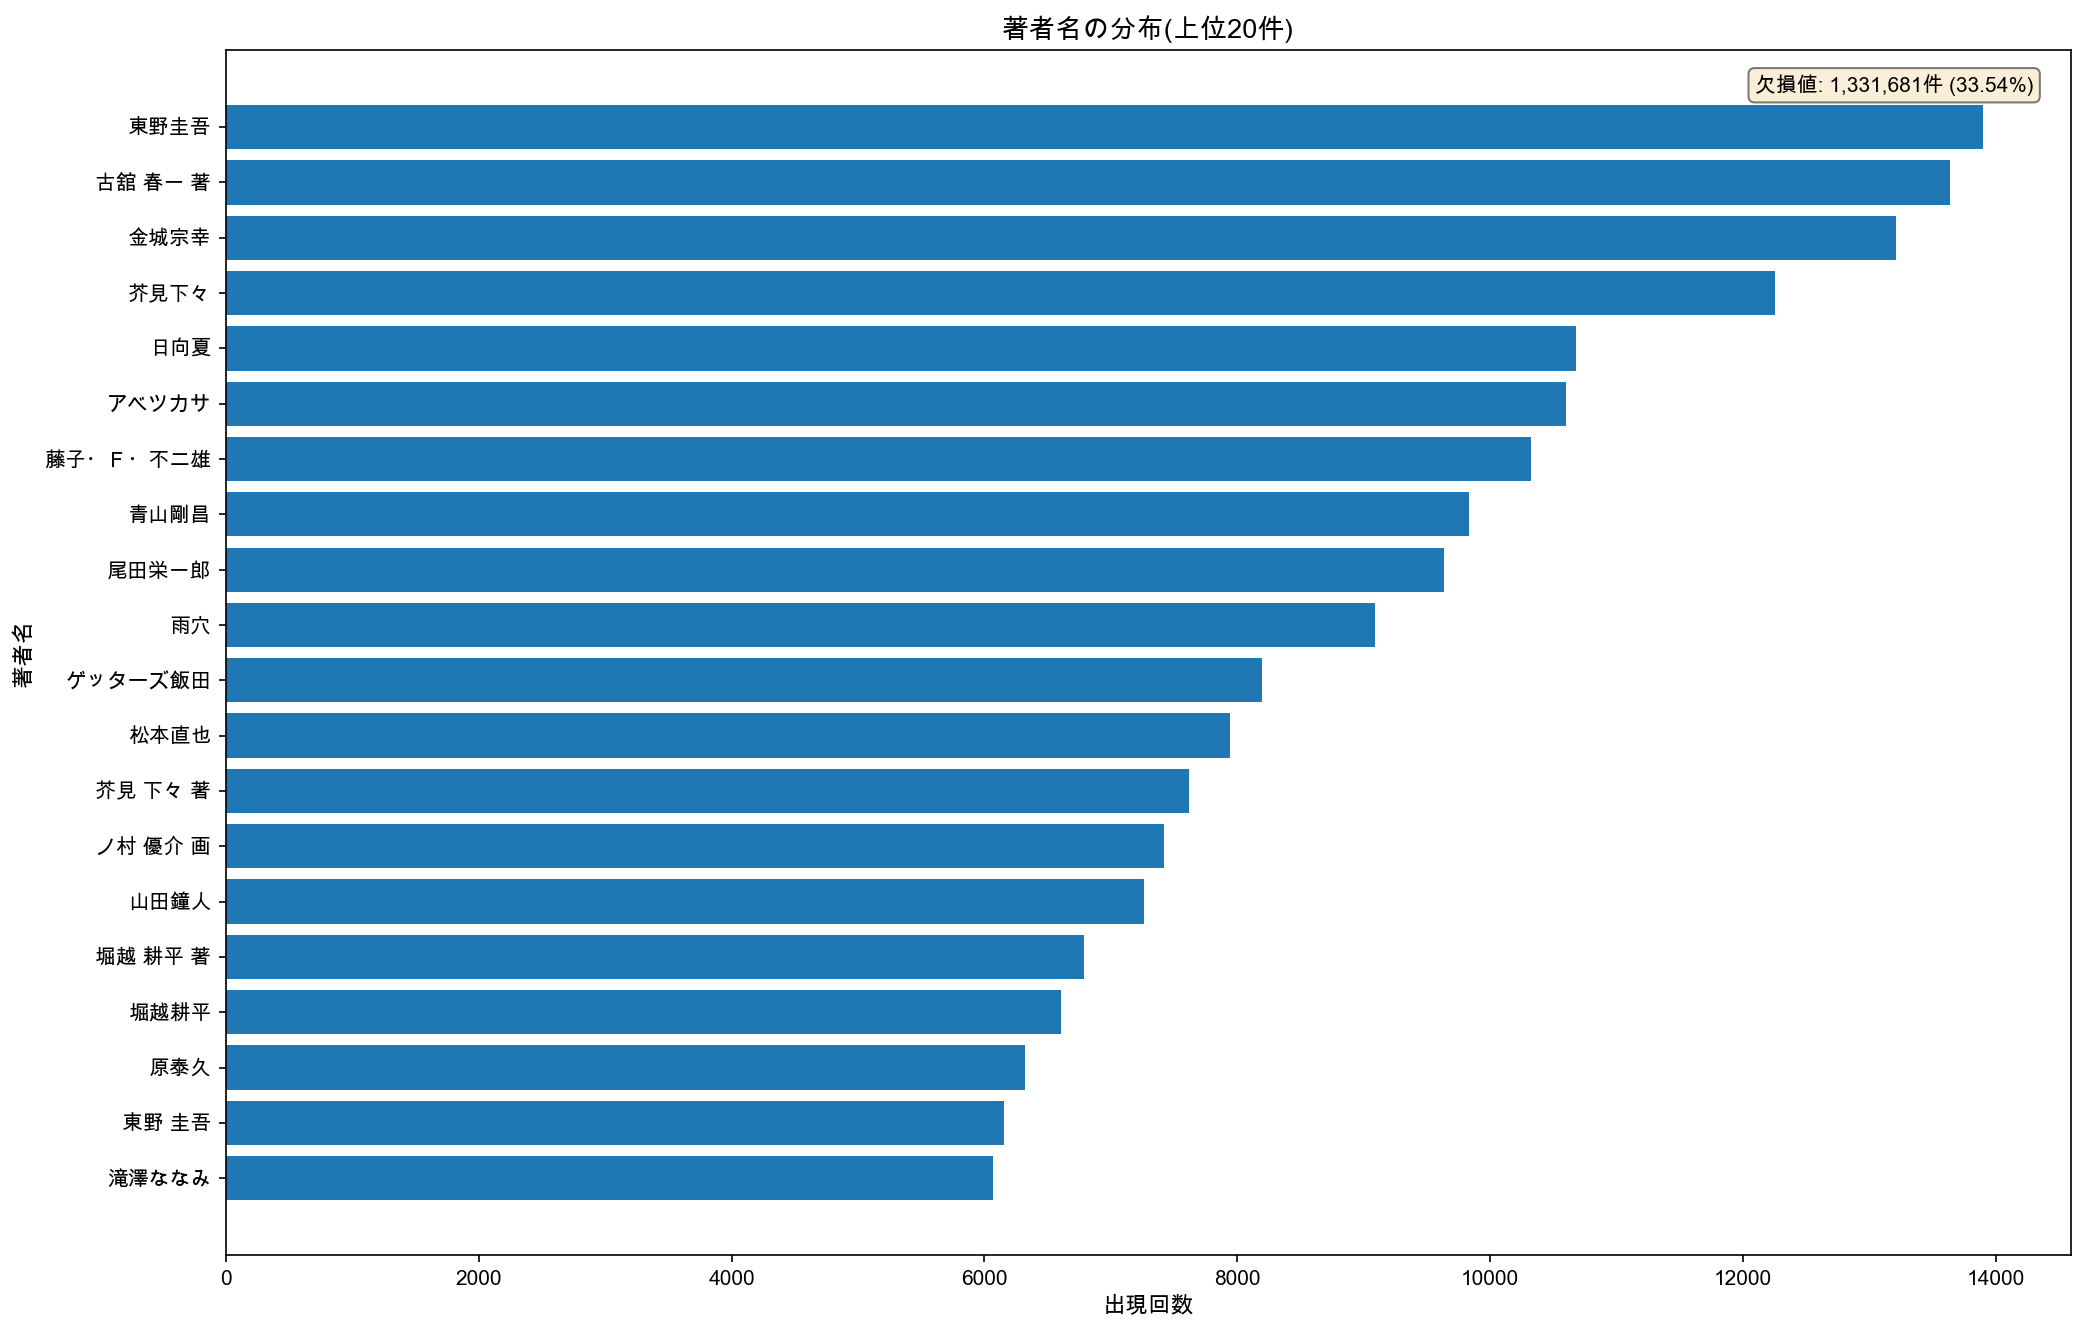 著者名の分布(上位20件)
欠損値: 1,331,681件 (33.54%)
東野圭吾
古舘 春一 著
金城宗幸
芥見下々
日向夏
アベツカサ
藤子・Ｆ・不二雄
青山剛昌
尾田栄一郎
雨穴
ゲッターズ飯田
松本直也
芥見 下々 著
ノ村 優介 画
山田鐘人
堀越 耕平 著
堀越耕平
原泰久
東野 圭吾
滝澤ななみ
著者名
0 2000 4000 6000 8000 10000 12000 14000
出現回数